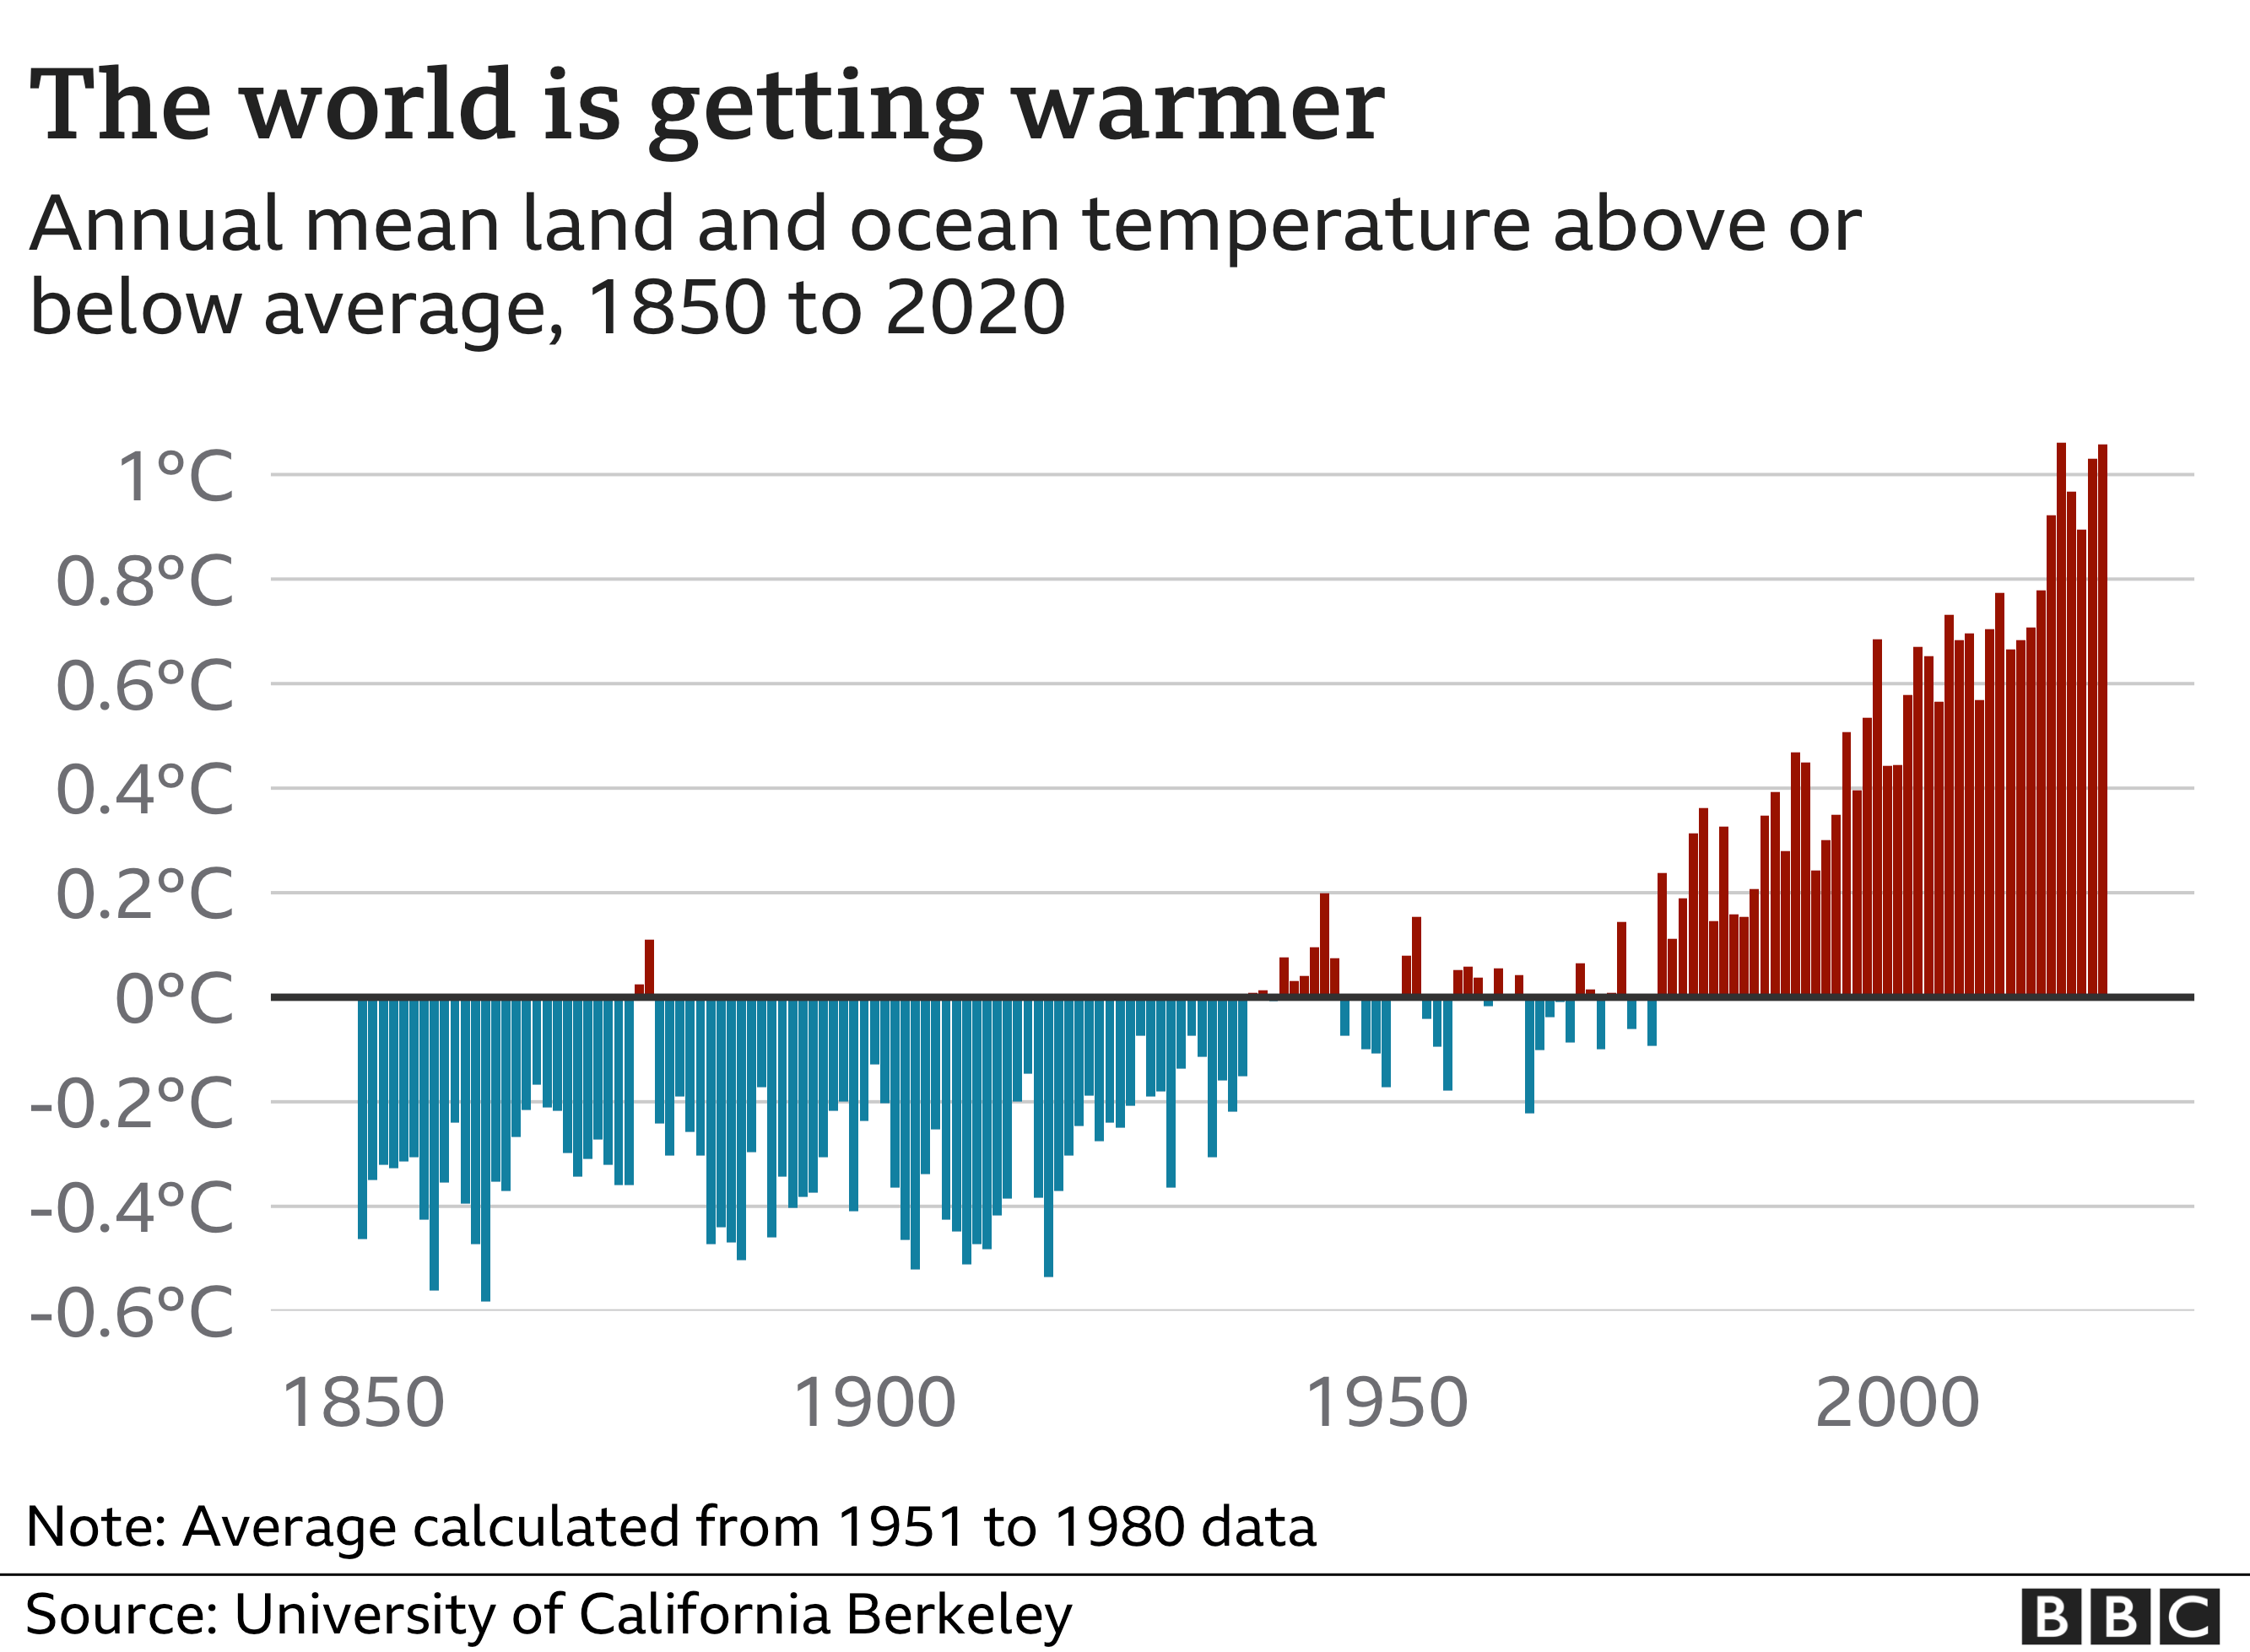 The world is getting warmer
Annual mean land and ocean temperature above or
below average, 1850 to 2020
1°C
0.8°C
0.6°C
0.4°C
0.2°C
0°C
-0.2°C
-0.4°C
-0.6°C
1850 1900 1950 2000
Note: Average calculated from 1951 to 1980 data
Source: University of California Berkeley
BBC